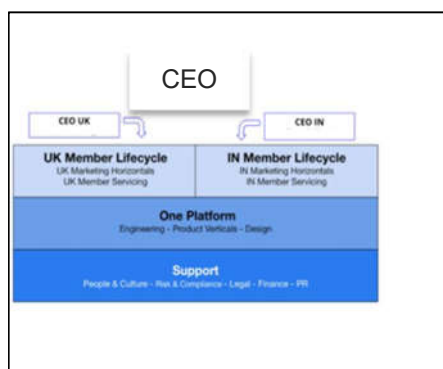 CEO
CEO UK
CEO IN
UK Member Lifecycle
UK Marketing Horizontals
UK Member Servicing
IN Member Lifecycle
IN Marketing Horizontals
IN Member Servicing
One Platform
Engineering - Product Verticals - Design
Support
People & Culture - Risk & Compliance - Legal - Finance - PR